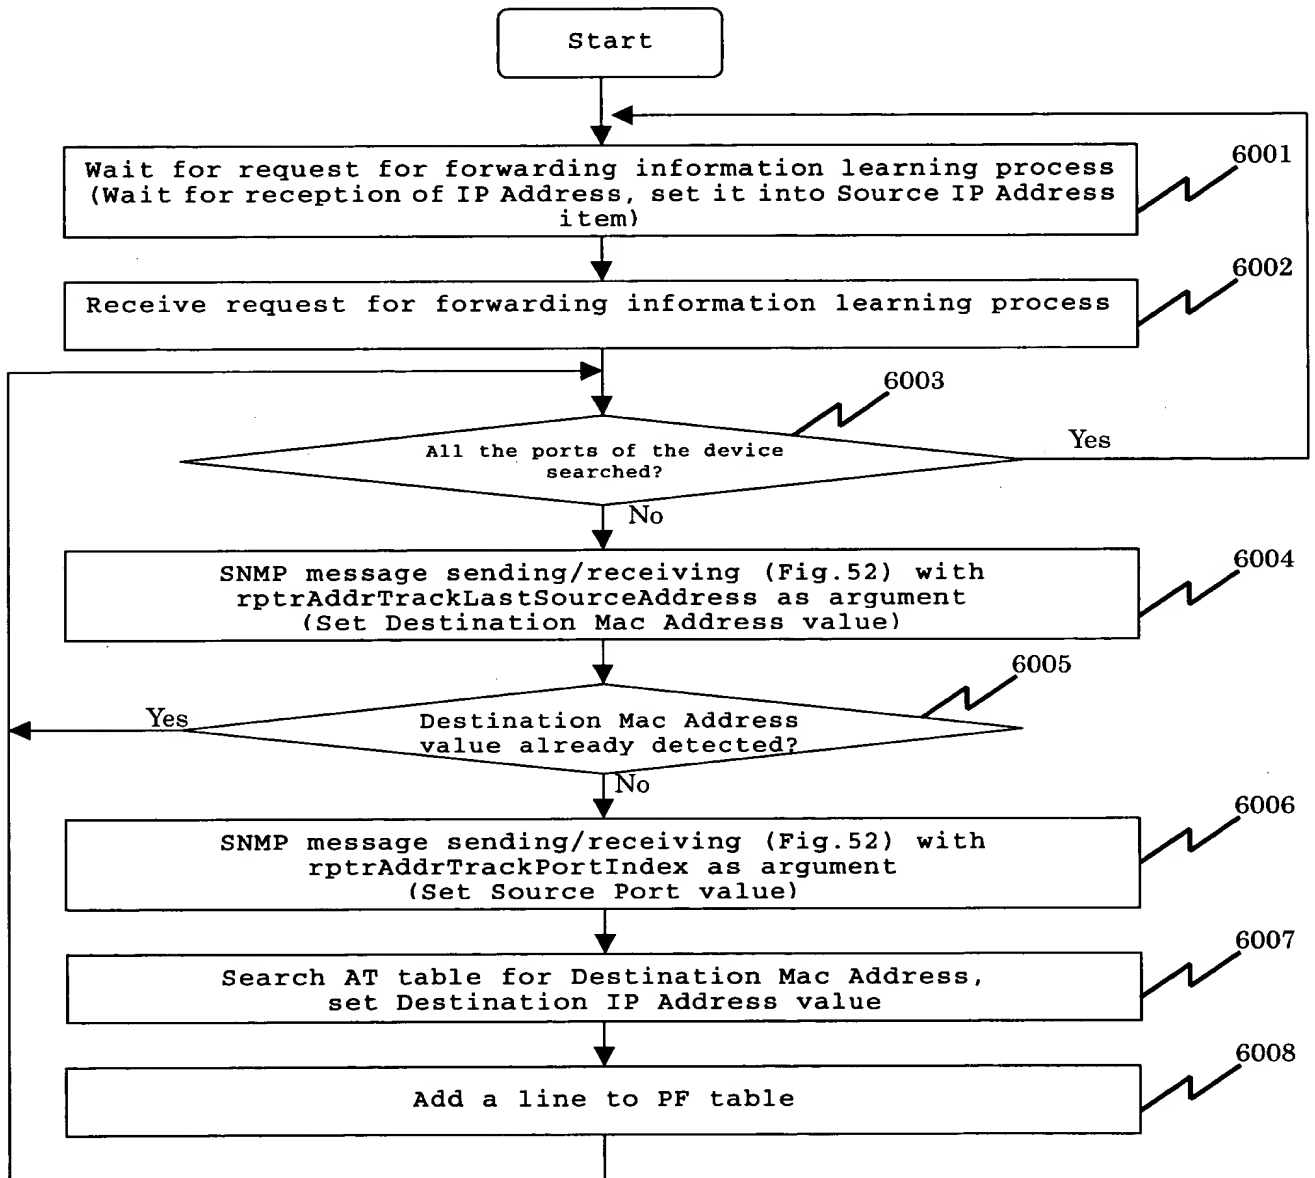 Start
Wait for request for forwarding information learning process
(Wait for reception of IP Address, set it into Source IP Address
item)
6001
Receive request for forwarding information learning process
6002
6003
All the ports of the device
searched?
Yes
No
SNMP message sending/receiving (Fig.52) with
rptrAddrTrackLastSourceAddress as argument
(Set Destination Mac Address value)
6004
6005
Yes
Destination Mac Address
value already detected?
No
SNMP message sending/receiving (Fig.52) with
rptrAddrTrackPortIndex as argument
(Set Source Port value)
6006
Search AT table for Destination Mac Address,
set Destination IP Address value
6007
Add a line to PF table
6008